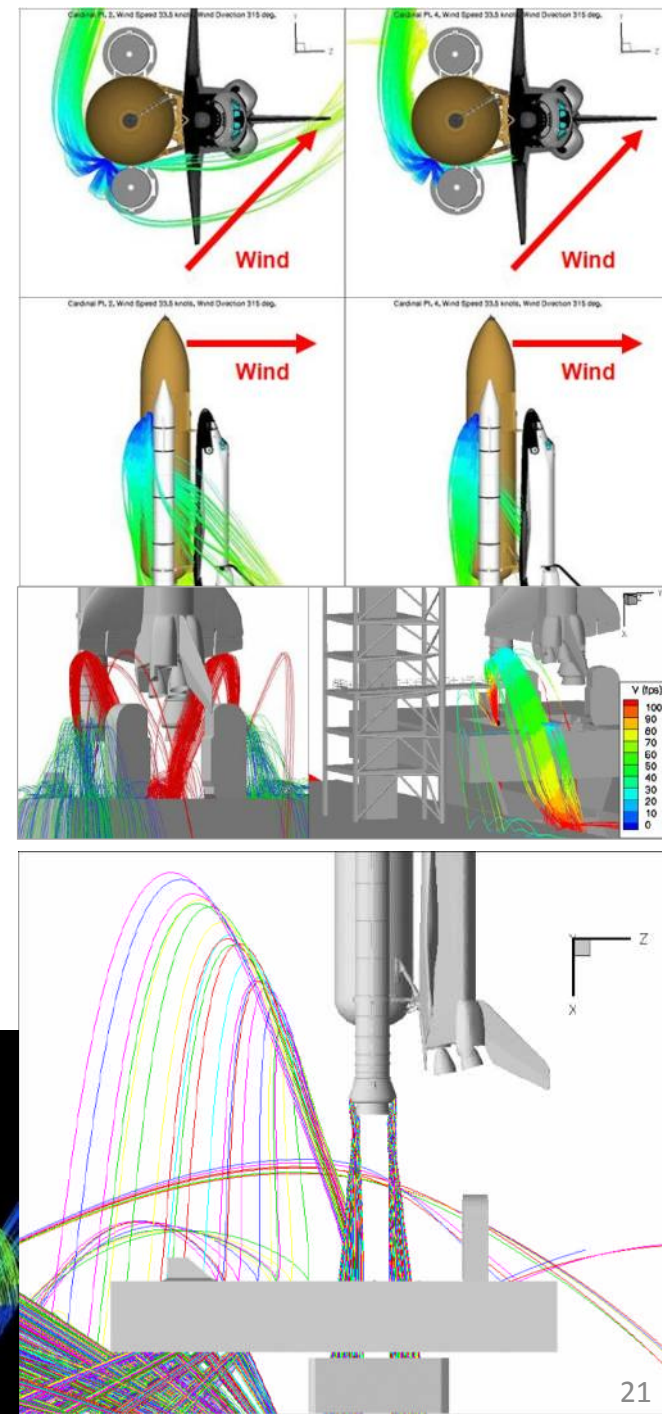 Cardinal Pt. 2, Wind Speed 33.5 knots, Wind Direction 315 deg.
Y
Z
Wind
Cardinal Pt. 4, Wind Speed 33.5 knots, Wind Direction 315 deg.
Y
Z
Wind
Cardinal Pt. 2, Wind Speed 33.5 knots, Wind Direction 315 deg.
Wind
Cardinal Pt. 4, Wind Speed 33.5 knots, Wind Direction 315 deg.
Wind
Y
X
V (fps)
100
90
80
70
60
50
40
30
20
10
0
Y
Z
X
21